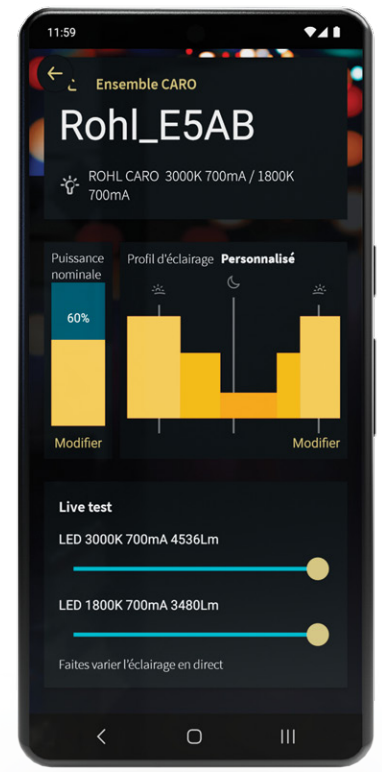 11:59
Ensemble CARO
Rohl_E5AB
ROHL CARO 3000K 700mA / 1800K
700mA
Puissance
nominale
Profil d'éclairage Personnalisé
60%
Modifier
Modifier
Live test
LED 3000K 700mA 4536Lm
LED 1800K 700mA 3480Lm
Faites varier l'éclairage en direct